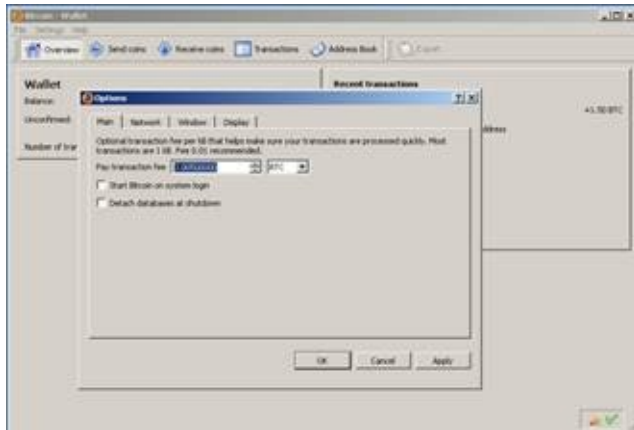 Bitcoin - Wallet
File Settings Help
Overview Send coins Receive coins Transactions Address Book Export
Wallet
Recent transactions
Balance:
+1.50 BTC
Unconfirmed:
Number of tran
Options
Main Network Window Display
Optional transaction fee per kB that helps make sure your transactions are processed quickly. Most
transactions are 1 kB. Fee 0.01 recommended.
Pay transaction fee BTC
Start Bitcoin on system login
Detach databases at shutdown
OK Cancel Apply